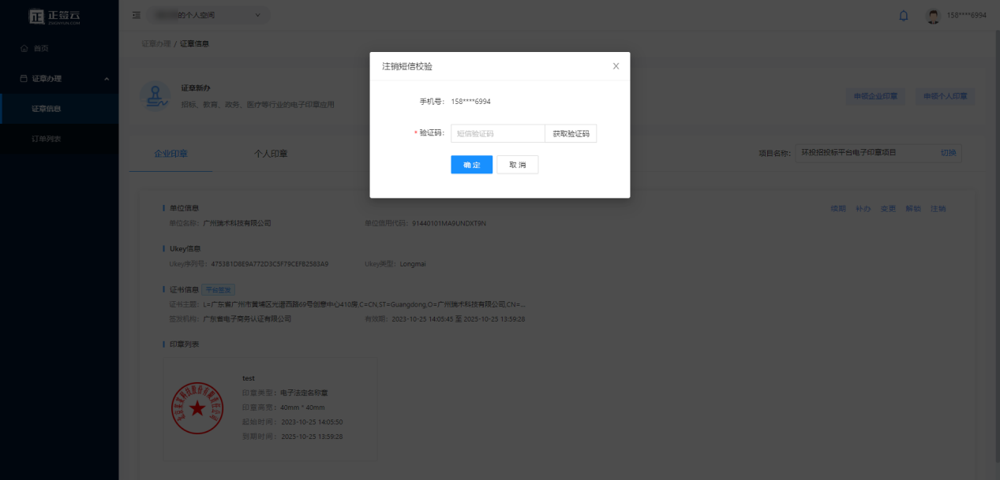 正签云
ZSIGNYUN.COM
的个人空间
158****6994
首页
证章办理 / 证章信息
证章办理
证章信息
订单列表
证章新办
招标、教育、政务、医疗等行业的电子印章应用
申领企业印章
申领个人印章
企业印章
个人印章
项目名称: 环投招投标平台电子印章项目
切换
注销短信校验
手机号: 158****6994
* 验证码: 短信验证码
获取验证码
确 定
取 消
单位信息
续期 补办 变更 解锁 注销
单位名称: 广州瑞术科技有限公司
单位信用代码: 91440101MA9UNDXT9N
Ukey信息
Ukey序列号: 4753B1D8E9A772D3C5F79CEFB2583A9
Ukey类型: Longmai
证书信息
平台签发
证书主题: L=广东省广州市黄埔区光谱西路69号创意中心410房,C=CN,ST=Guangdong,O=广州瑞术科技有限公司,CN=...
签发机构: 广东省电子商务认证有限公司
有效期: 2023-10-25 14:05:45 至 2025-10-25 13:59:28
印章列表
test
印章类型: 电子法定名称章
印章高宽: 40mm * 40mm
起始时间: 2023-10-25 14:05:50
到期时间: 2025-10-25 13:59:28